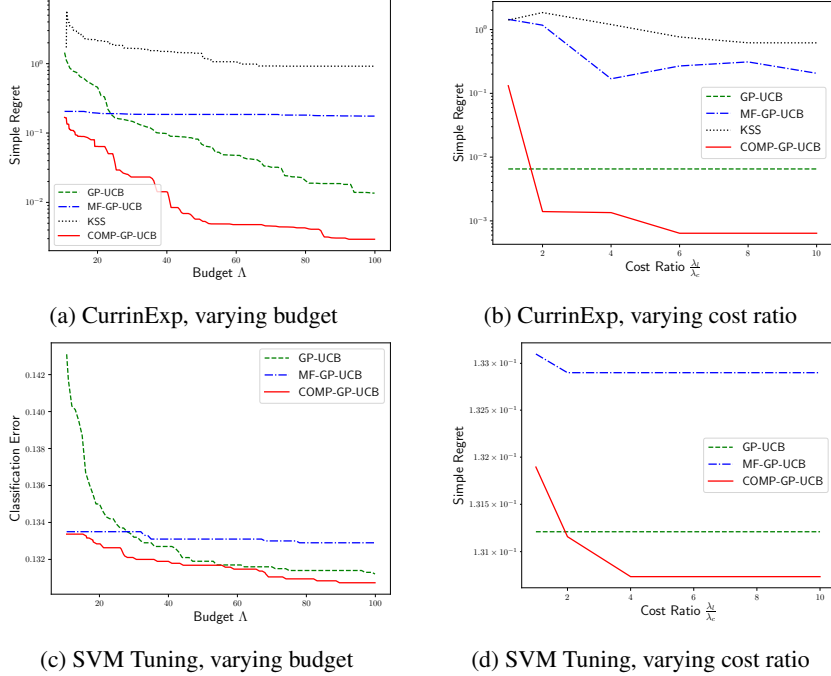 Simple Regret
10⁰
10⁻¹
10⁻²
GP-UCB
MF-GP-UCB
KSS
COMP-GP-UCB
20 40 60 80 100
Budget Λ
(a) CurrinExp, varying budget
Simple Regret
10⁰
10⁻¹
10⁻²
10⁻³
GP-UCB
MF-GP-UCB
KSS
COMP-GP-UCB
2 4 6 8 10
Cost Ratio λ_l/λ_c
(b) CurrinExp, varying cost ratio
Classification Error
0.142
0.140
0.138
0.136
0.134
0.132
GP-UCB
MF-GP-UCB
COMP-GP-UCB
20 40 60 80 100
Budget Λ
(c) SVM Tuning, varying budget
Simple Regret
1.33 × 10⁻¹
1.325 × 10⁻¹
1.32 × 10⁻¹
1.315 × 10⁻¹
1.31 × 10⁻¹
GP-UCB
MF-GP-UCB
COMP-GP-UCB
2 4 6 8 10
Cost Ratio λ_l/λ_c
(d) SVM Tuning, varying cost ratio